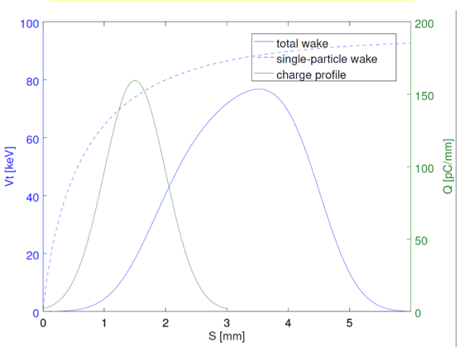 100
80
60
40
20
0
Vt [keV]
total wake
single-particle wake
charge profile
200
150
100
50
0
Q [pC/mm]
0 1 2 3 4 5
S [mm]